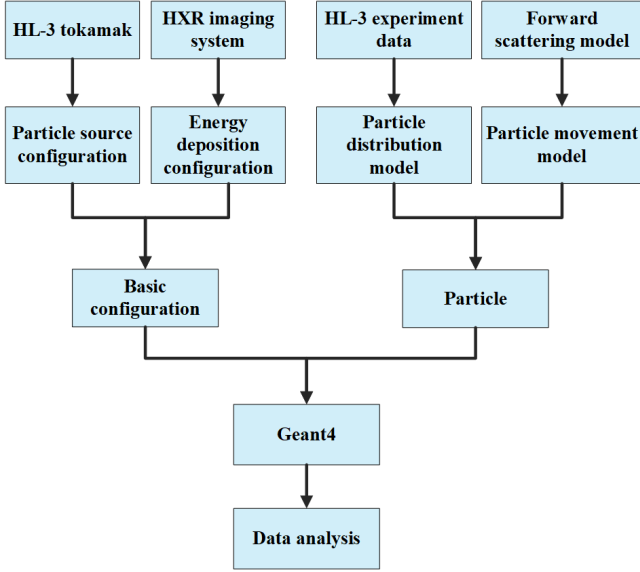 HL-3 tokamak
HXR imaging
system
HL-3 experiment
data
Forward
scattering model
Particle source
configuration
Energy
deposition
configuration
Particle
distribution
model
Particle movement
model
Basic
configuration
Particle
Geant4
Data analysis